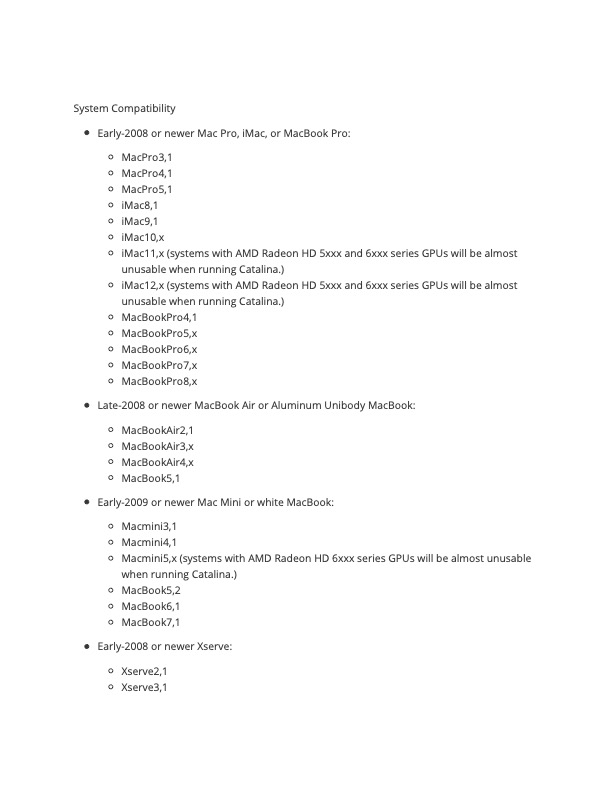 System Compatibility
Early-2008 or newer Mac Pro, iMac, or MacBook Pro:
MacPro3,1
MacPro4,1
MacPro5,1
iMac8,1
iMac9,1
iMac10,x
iMac11,x (systems with AMD Radeon HD 5xxx and 6xxx series GPUs will be almost
unusable when running Catalina.)
iMac12,x (systems with AMD Radeon HD 5xxx and 6xxx series GPUs will be almost
unusable when running Catalina.)
MacBookPro4,1
MacBookPro5,x
MacBookPro6,x
MacBookPro7,x
MacBookPro8,x
Late-2008 or newer MacBook Air or Aluminum Unibody MacBook:
MacBookAir2,1
MacBookAir3,x
MacBookAir4,x
MacBook5,1
Early-2009 or newer Mac Mini or white MacBook:
Macmini3,1
Macmini4,1
Macmini5,x (systems with AMD Radeon HD 6xxx series GPUs will be almost unusable
when running Catalina.)
MacBook5,2
MacBook6,1
MacBook7,1
Early-2008 or newer Xserve:
Xserve2,1
Xserve3,1